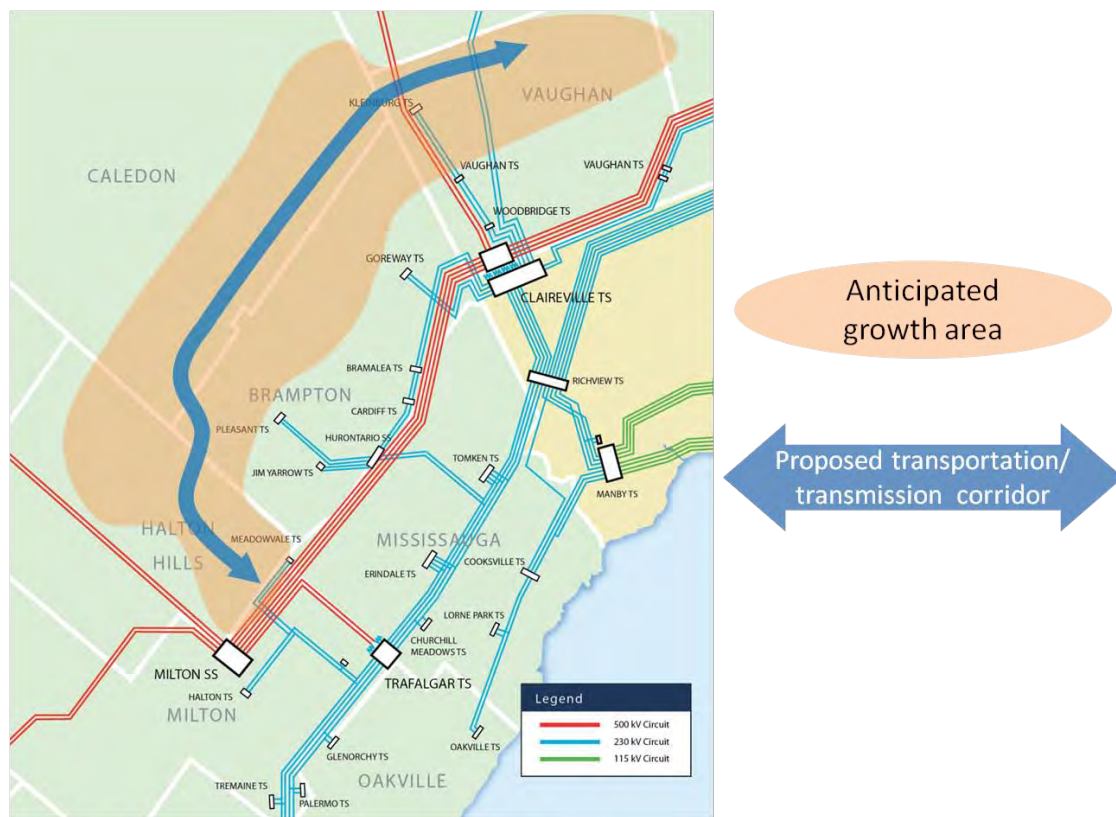 KLEINBURG TS
VAUGHAN
CALEDON
VAUGHAN TS
VAUGHAN TS
WOODBRIDGE TS
GOREWAY TS
CLAIREVILLE TS
BRAMALEA TS
RICHVIEW TS
BRAMPTON
CARDIFF TS
PLEASANT TS
HURONTARIO SS
TOMKEN TS
JIM YARROW TS
MANBY TS
HALTON
HILLS
MEADOWVALE TS
MISSISSAUGA
COOKSVILLE TS
ERINDALE TS
LORNE PARK TS
CHURCHILL
MEADOWS TS
MILTON SS
TRAFALGAR TS
HALTON TS
MILTON
GLENORCHY TS
OAKVILLE TS
OAKVILLE
TREMAINE TS
PALERMO TS
Legend
500 kV Circuit
230 kV Circuit
115 kV Circuit
Anticipated
growth area
Proposed transportation/
transmission corridor